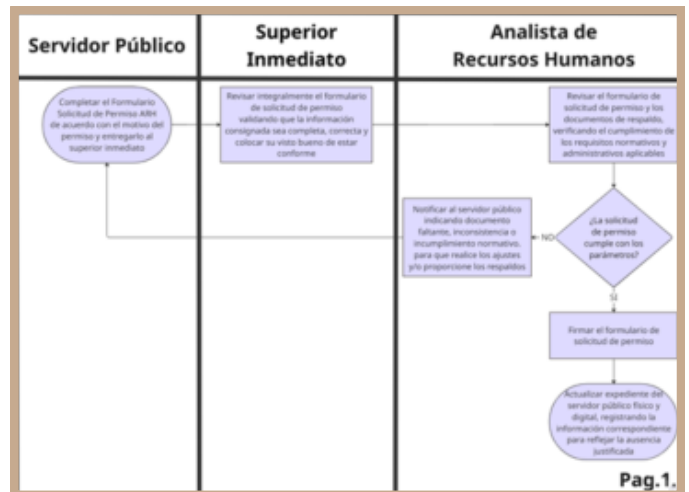 Servidor Público
Superior
Inmediato
Analista de
Recursos Humanos
Completar el Formulario
Solicitud de Permiso ARH
de acuerdo con el motivo del
permiso y entregarlo al
superior inmediato
Revisar integralmente el formulario
de solicitud de permiso
validando que la información
consignada sea completa, correcta y
colocar su visto bueno de estar
conforme
Revisar el formulario de
solicitud de permiso y los
documentos de respaldo,
verificando el cumplimiento de
los requisitos normativos y
administrativos aplicables
Notificar al servidor público
indicando documento
faltante, inconsistencia o
incumplimiento normativo,
para que realice los ajustes
y/o proporcione los respaldos
NO
¿La solicitud
de permiso
cumple con los
parámetros?
SI
Firmar el formulario de
solicitud de permiso
Actualizar expediente del
servidor público físico y
digital, registrando la
información correspondiente
para reflejar la ausencia
justificada
Pag.1.